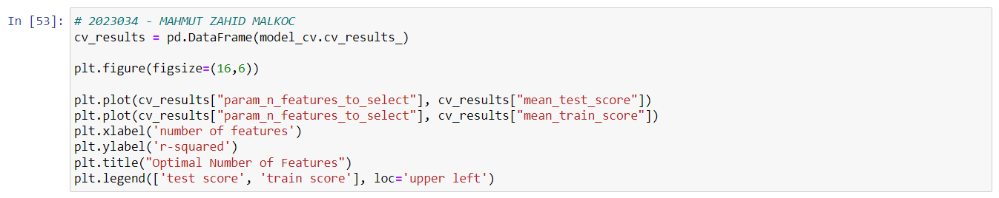 In [53]:
# 2023034 - MAHMUT ZAHID MALKOC
cv_results = pd.DataFrame(model_cv.cv_results_)
plt.figure(figsize=(16,6))
plt.plot(cv_results["param_n_features_to_select"], cv_results["mean_test_score"])
plt.plot(cv_results["param_n_features_to_select"], cv_results["mean_train_score"])
plt.xlabel('number of features')
plt.ylabel('r-squared')
plt.title("Optimal Number of Features")
plt.legend(['test score', 'train score'], loc='upper left')